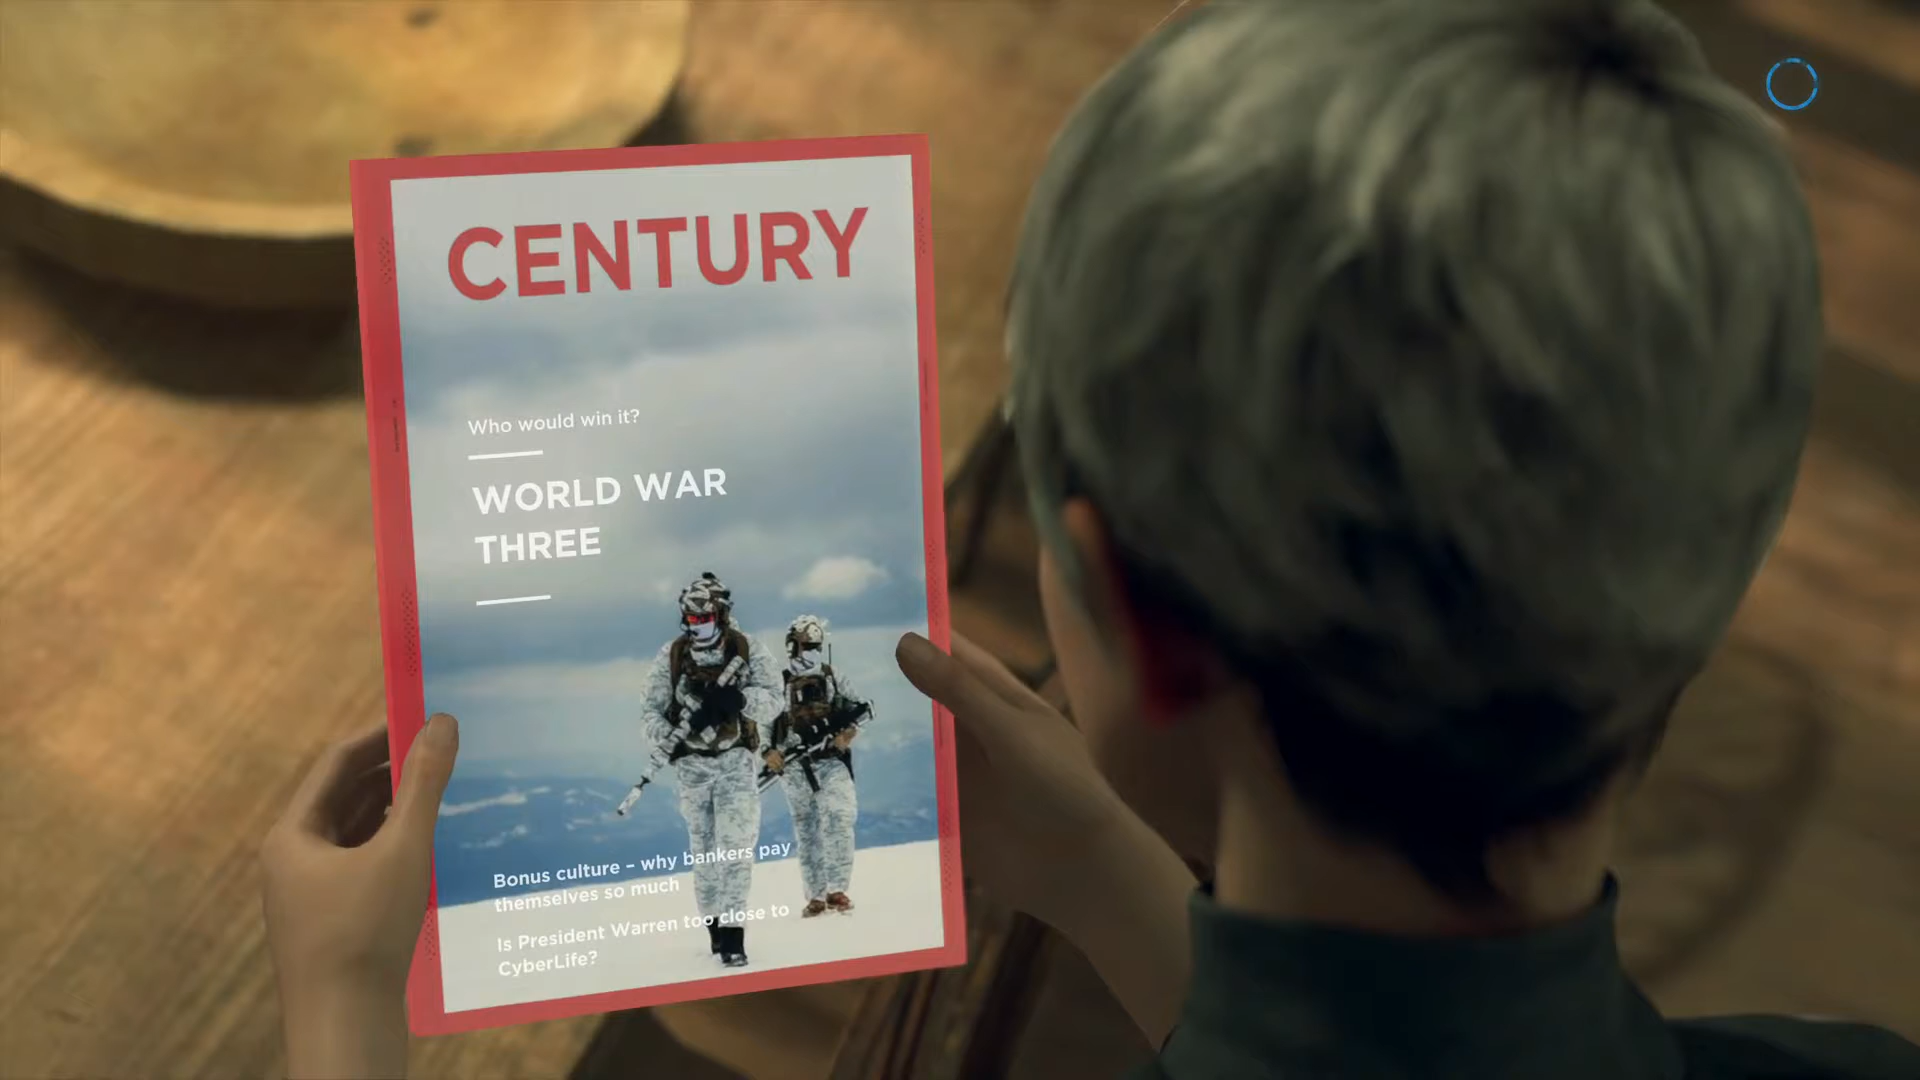 CENTURY
Who would win it?
WORLD WAR
THREE
Bonus culture – why bankers pay
themselves so much
Is President Warren too close to
CyberLife?